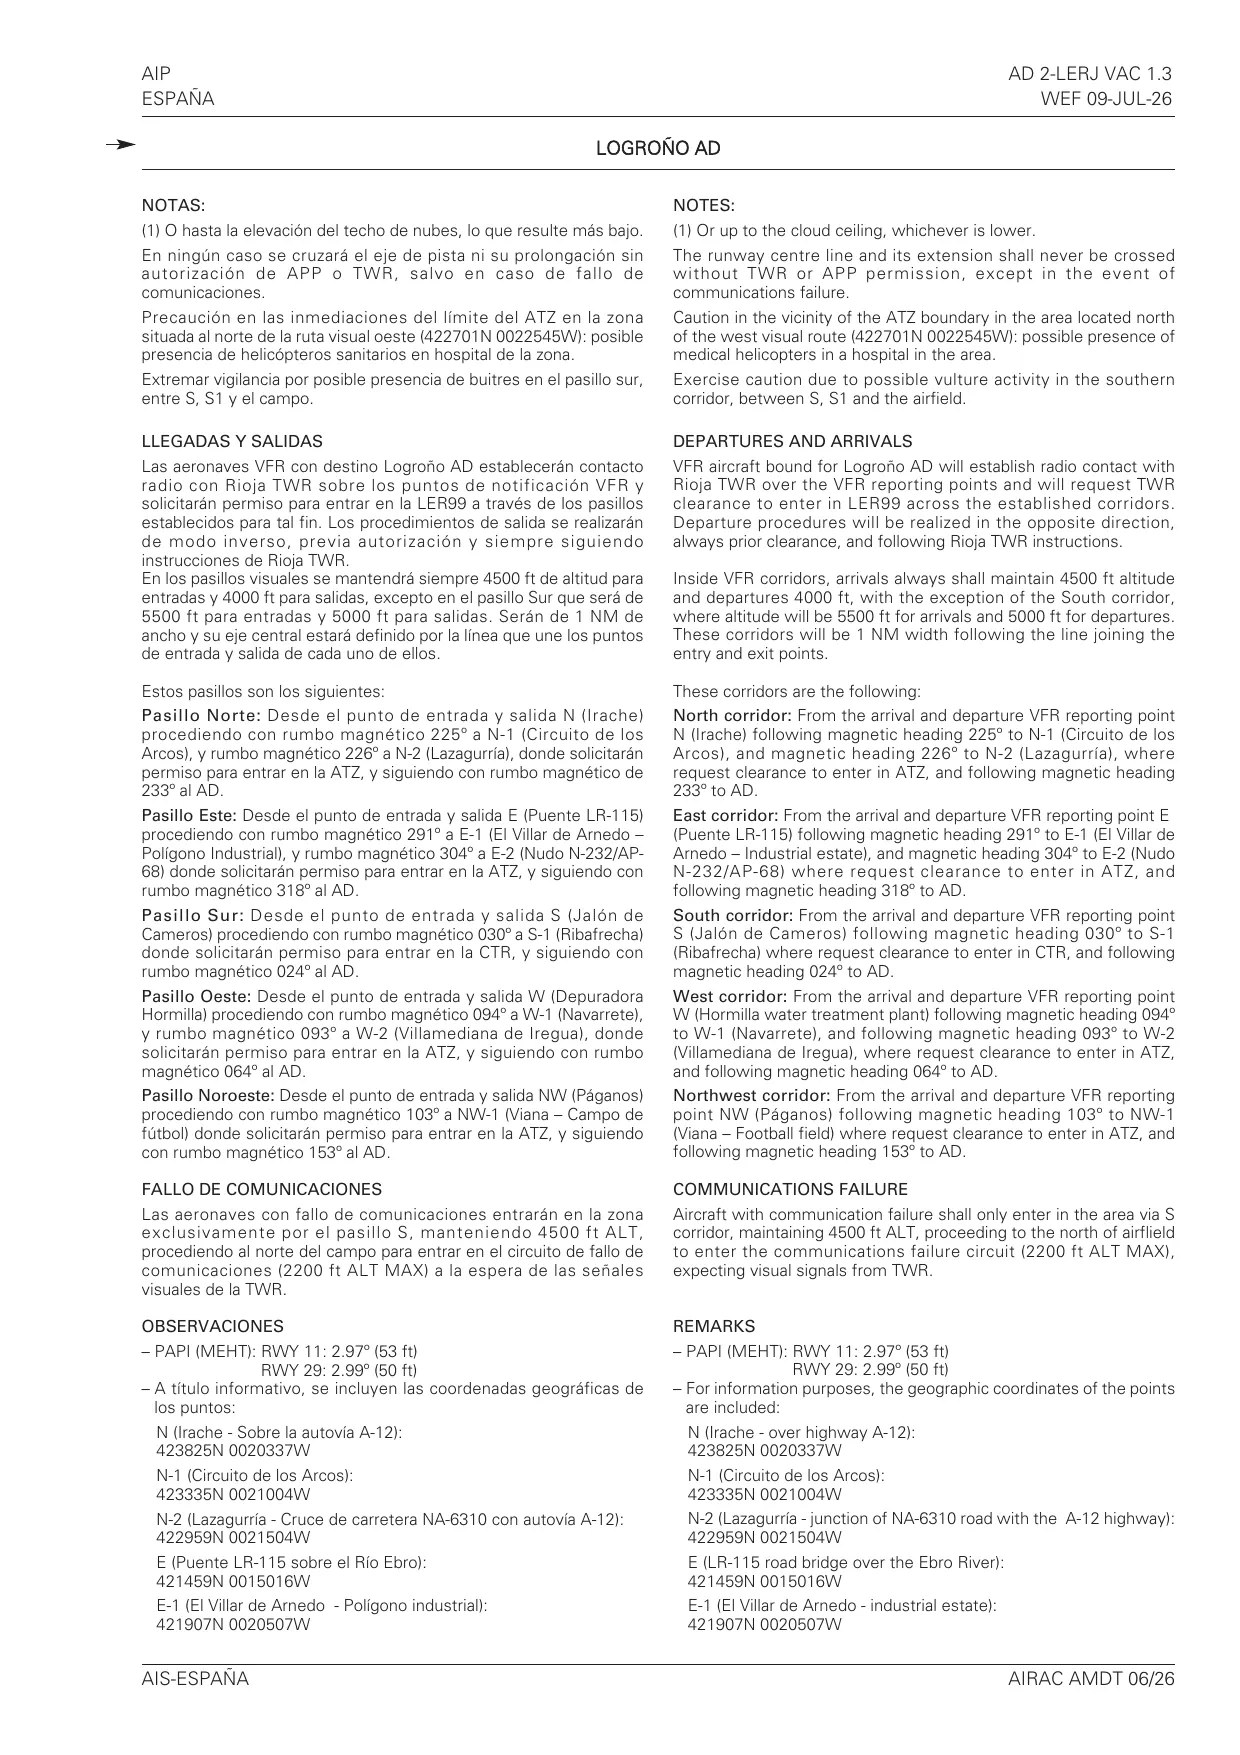 AIP
ESPAÑA
AD 2-LERJ VAC 1.3
WEF 09-JUL-26
LOGROÑO AD
NOTAS:
(1) O hasta la elevación del techo de nubes, lo que resulte más bajo.
En ningún caso se cruzará el eje de pista ni su prolongación sin
autorización de APP o TWR, salvo en caso de fallo de
comunicaciones.
Precaución en las inmediaciones del límite del ATZ en la zona
situada al norte de la ruta visual oeste (422701N 0022545W): posible
presencia de helicópteros sanitarios en hospital de la zona.
Extremar vigilancia por posible presencia de buitres en el pasillo sur,
entre S, S1 y el campo.
LLEGADAS Y SALIDAS
Las aeronaves VFR con destino Logroño AD establecerán contacto
radio con Rioja TWR sobre los puntos de notificación VFR y
solicitarán permiso para entrar en la LER99 a través de los pasillos
establecidos para tal fin. Los procedimientos de salida se realizarán
de modo inverso, previa autorización y siempre siguiendo
instrucciones de Rioja TWR.
En los pasillos visuales se mantendrá siempre 4500 ft de altitud para
entradas y 4000 ft para salidas, excepto en el pasillo Sur que será de
5500 ft para entradas y 5000 ft para salidas. Serán de 1 NM de
ancho y su eje central estará definido por la línea que une los puntos
de entrada y salida de cada uno de ellos.
Estos pasillos son los siguientes:
Pasillo Norte: Desde el punto de entrada y salida N (Irache)
procediendo con rumbo magnético 225º a N-1 (Circuito de los
Arcos), y rumbo magnético 226º a N-2 (Lazagurría), donde solicitarán
permiso para entrar en la ATZ, y siguiendo con rumbo magnético de
233º al AD.
Pasillo Este: Desde el punto de entrada y salida E (Puente LR-115)
procediendo con rumbo magnético 291º a E-1 (El Villar de Arnedo –
Polígono Industrial), y rumbo magnético 304º a E-2 (Nudo N-232/AP-
68) donde solicitarán permiso para entrar en la ATZ, y siguiendo con
rumbo magnético 318º al AD.
Pasillo Sur: Desde el punto de entrada y salida S (Jalón de
Cameros) procediendo con rumbo magnético 030º a S-1 (Ribafrecha)
donde solicitarán permiso para entrar en la CTR, y siguiendo con
rumbo magnético 024º al AD.
Pasillo Oeste: Desde el punto de entrada y salida W (Depuradora
Hormilla) procediendo con rumbo magnético 094º a W-1 (Navarrete),
y rumbo magnético 093º a W-2 (Villamediana de Iregua), donde
solicitarán permiso para entrar en la ATZ, y siguiendo con rumbo
magnético 064º al AD.
Pasillo Noroeste: Desde el punto de entrada y salida NW (Páganos)
procediendo con rumbo magnético 103º a NW-1 (Viana – Campo de
fútbol) donde solicitarán permiso para entrar en la ATZ, y siguiendo
con rumbo magnético 153º al AD.
FALLO DE COMUNICACIONES
Las aeronaves con fallo de comunicaciones entrarán en la zona
exclusivamente por el pasillo S, manteniendo 4500 ft ALT,
procediendo al norte del campo para entrar en el circuito de fallo de
comunicaciones (2200 ft ALT MAX) a la espera de las señales
visuales de la TWR.
OBSERVACIONES
– PAPI (MEHT): RWY 11: 2.97º (53 ft)
RWY 29: 2.99º (50 ft)
– A título informativo, se incluyen las coordenadas geográficas de
los puntos:
N (Irache - Sobre la autovía A-12):
423825N 0020337W
N-1 (Circuito de los Arcos):
423335N 0021004W
N-2 (Lazagurría - Cruce de carretera NA-6310 con autovía A-12):
422959N 0021504W
E (Puente LR-115 sobre el Río Ebro):
421459N 0015016W
E-1 (El Villar de Arnedo - Polígono industrial):
421907N 0020507W
NOTES:
(1) Or up to the cloud ceiling, whichever is lower.
The runway centre line and its extension shall never be crossed
without TWR or APP permission, except in the event of
communications failure.
Caution in the vicinity of the ATZ boundary in the area located north
of the west visual route (422701N 0022545W): possible presence of
medical helicopters in a hospital in the area.
Exercise caution due to possible vulture activity in the southern
corridor, between S, S1 and the airfield.
DEPARTURES AND ARRIVALS
VFR aircraft bound for Logroño AD will establish radio contact with
Rioja TWR over the VFR reporting points and will request TWR
clearance to enter in LER99 across the established corridors.
Departure procedures will be realized in the opposite direction,
always prior clearance, and following Rioja TWR instructions.
Inside VFR corridors, arrivals always shall maintain 4500 ft altitude
and departures 4000 ft, with the exception of the South corridor,
where altitude will be 5500 ft for arrivals and 5000 ft for departures.
These corridors will be 1 NM width following the line joining the
entry and exit points.
These corridors are the following:
North corridor: From the arrival and departure VFR reporting point
N (Irache) following magnetic heading 225º to N-1 (Circuito de los
Arcos), and magnetic heading 226º to N-2 (Lazagurría), where
request clearance to enter in ATZ, and following magnetic heading
233º to AD.
East corridor: From the arrival and departure VFR reporting point E
(Puente LR-115) following magnetic heading 291º to E-1 (El Villar de
Arnedo – Industrial estate), and magnetic heading 304º to E-2 (Nudo
N-232/AP-68) where request clearance to enter in ATZ, and
following magnetic heading 318º to AD.
South corridor: From the arrival and departure VFR reporting point
S (Jalón de Cameros) following magnetic heading 030º to S-1
(Ribafrecha) where request clearance to enter in CTR, and following
magnetic heading 024º to AD.
West corridor: From the arrival and departure VFR reporting point
W (Hormilla water treatment plant) following magnetic heading 094º
to W-1 (Navarrete), and following magnetic heading 093º to W-2
(Villamediana de Iregua), where request clearance to enter in ATZ,
and following magnetic heading 064º to AD.
Northwest corridor: From the arrival and departure VFR reporting
point NW (Páganos) following magnetic heading 103º to NW-1
(Viana – Football field) where request clearance to enter in ATZ, and
following magnetic heading 153º to AD.
COMMUNICATIONS FAILURE
Aircraft with communication failure shall only enter in the area via S
corridor, maintaining 4500 ft ALT, proceeding to the north of airfield
to enter the communications failure circuit (2200 ft ALT MAX),
expecting visual signals from TWR.
REMARKS
– PAPI (MEHT): RWY 11: 2.97º (53 ft)
RWY 29: 2.99º (50 ft)
– For information purposes, the geographic coordinates of the points
are included:
N (Irache - over highway A-12):
423825N 0020337W
N-1 (Circuito de los Arcos):
423335N 0021004W
N-2 (Lazagurría - junction of NA-6310 road with the A-12 highway):
422959N 0021504W
E (LR-115 road bridge over the Ebro River):
421459N 0015016W
E-1 (El Villar de Arnedo - industrial estate):
421907N 0020507W
AIS-ESPAÑA
AIRAC AMDT 06/26